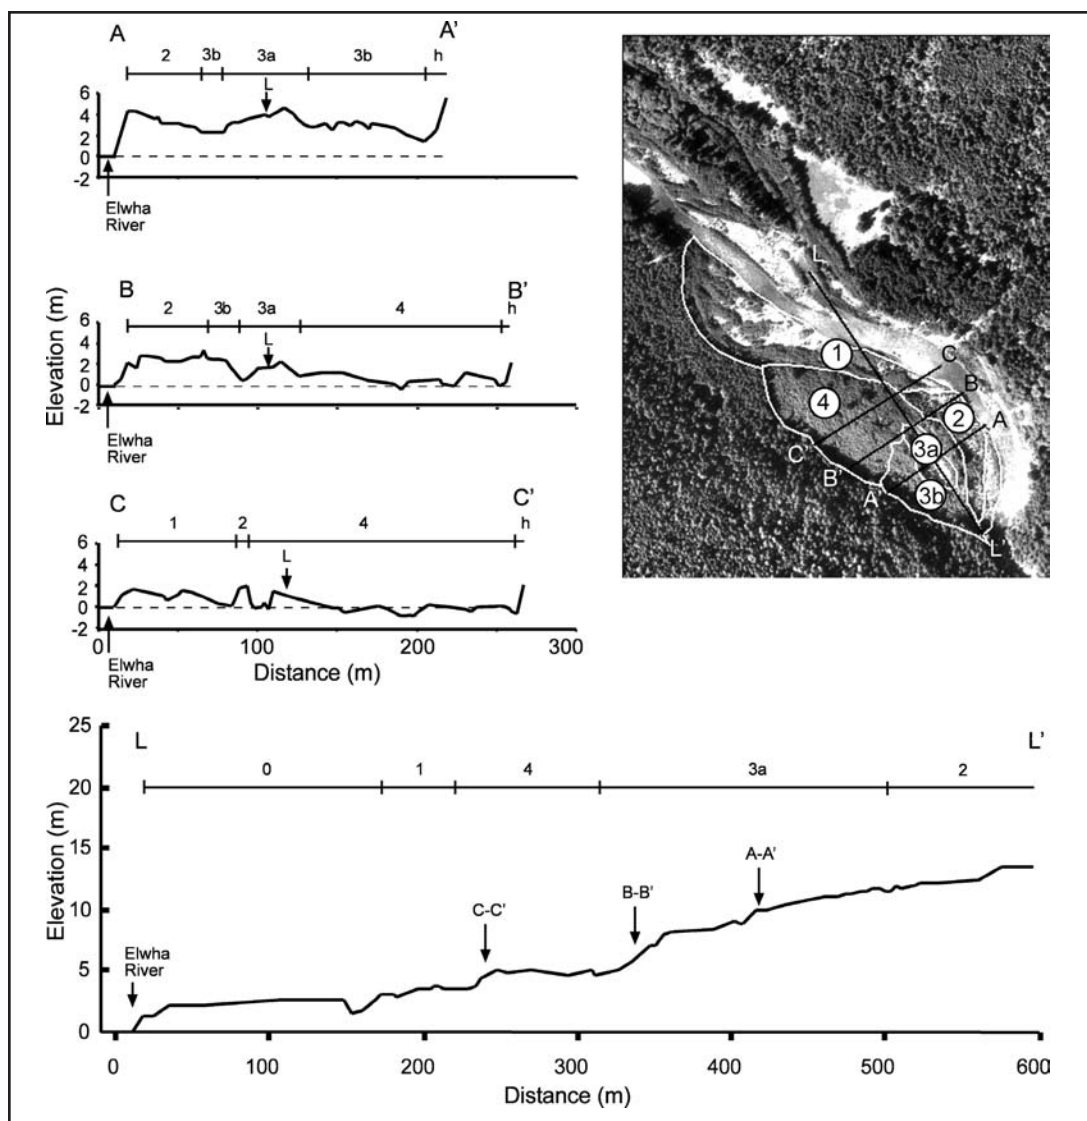 A A'
2 3b 3a 3b h
L
6
4
2
0
-2
Elwha
River
B B'
2 3b 3a 4 h
L
6
4
2
0
-2
Elwha
River
C C'
1 2 4 h
L
6
4
2
0
-2
0 100 200 300
Elwha
River
Distance (m)
Elevation (m)
L
1
C
4
B
2
A
3a
C'
B'
3b
A'
L'
25
20
15
10
5
0
L L'
0 1 4 3a 2
A-A'
B-B'
C-C'
Elwha
River
0 100 200 300 400 500 600
Distance (m)
Elevation (m)